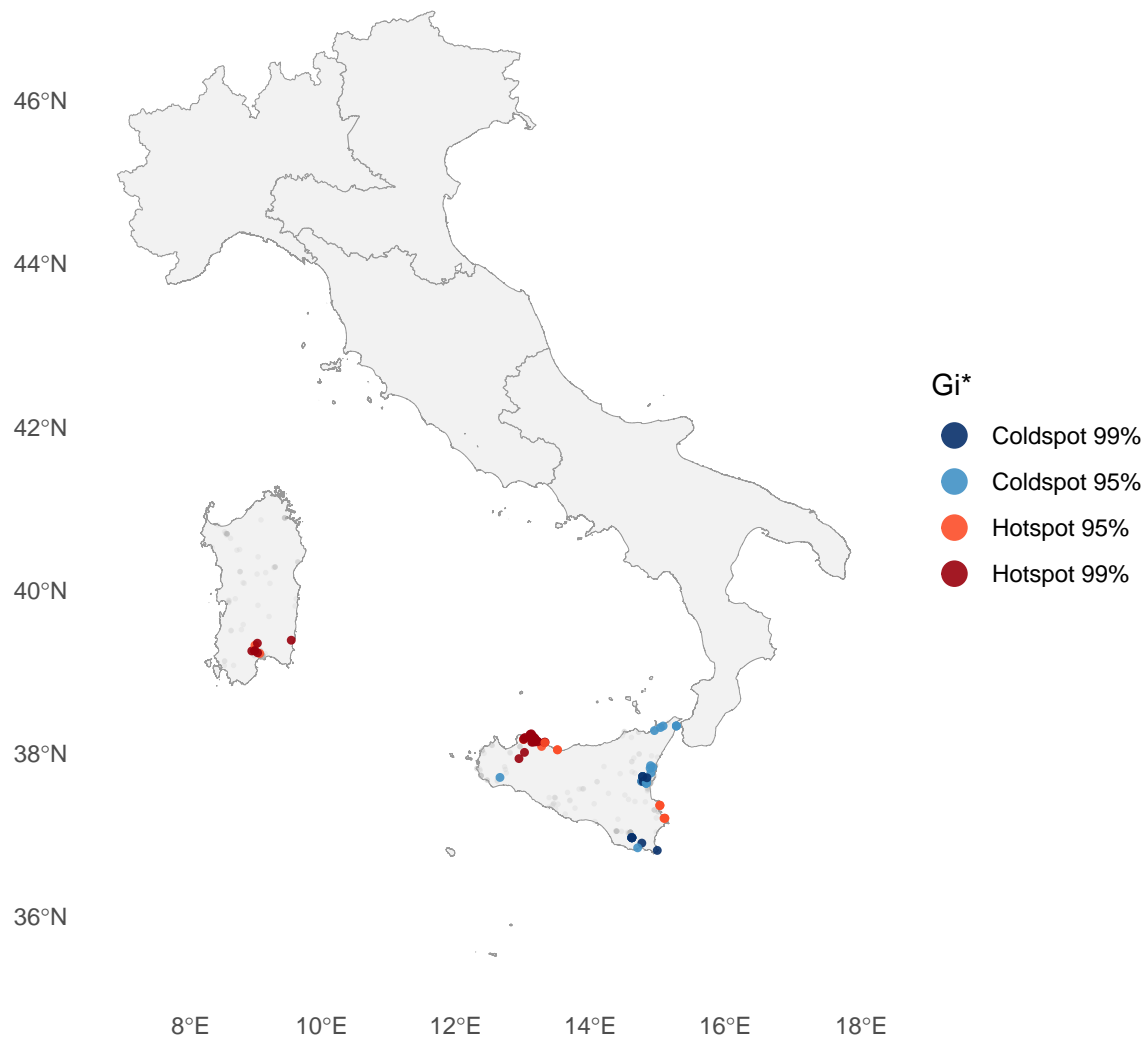 46°N
44°N
42°N
40°N
38°N
36°N
8°E 10°E 12°E 14°E 16°E 18°E
Gi*
Coldspot 99%
Coldspot 95%
Hotspot 95%
Hotspot 99%